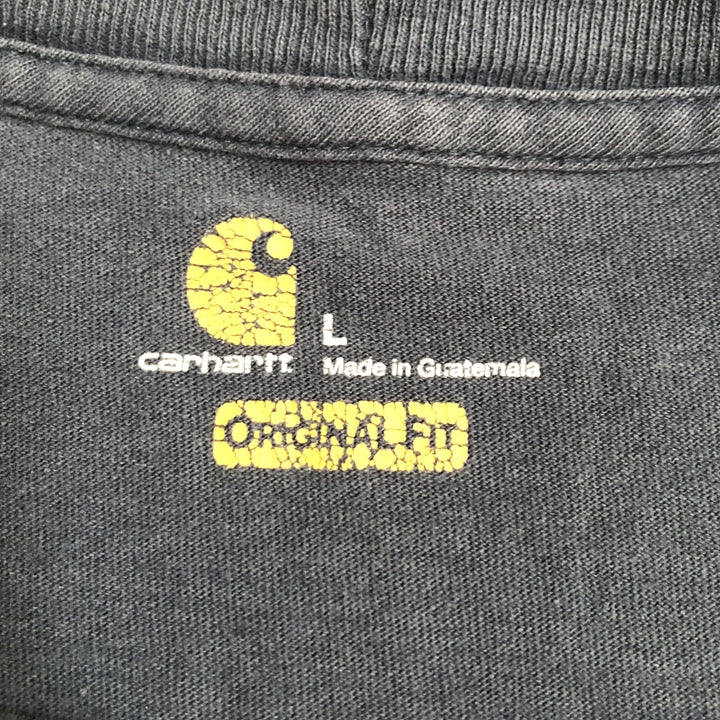 L
carhartt
Made in Guatemala
ORIGINAL FIT